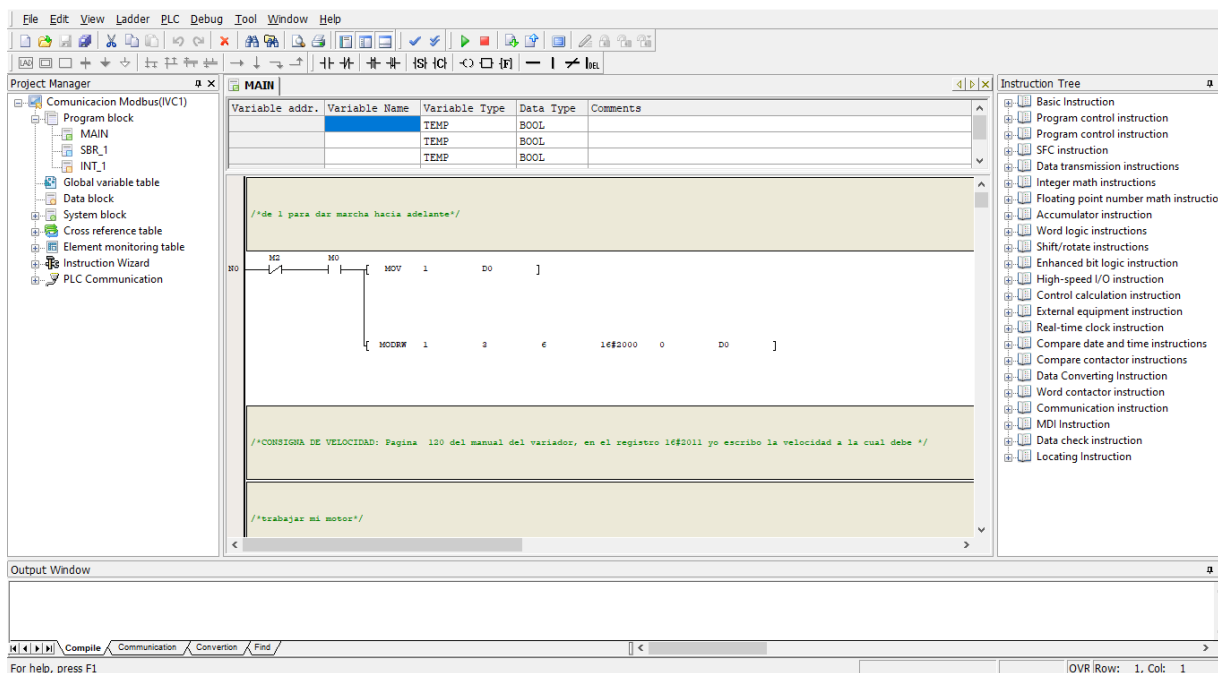 File Edit View Ladder PLC Debug Tool Window Help
Project Manager
Comunicacion Modbus(IVC1)
Program block
MAIN
SBR_1
INT_1
Global variable table
Data block
System block
Cross reference table
Element monitoring table
Instruction Wizard
PLC Communication
MAIN
Variable addr. Variable Name Variable Type Data Type Comments
TEMP BOOL
TEMP BOOL
TEMP BOOL
/*de 1 para dar marcha hacia adelante*/
N0 M2 M0 [ MOV 1 D0 ]
[ MODRW 1 2 6 16#2000 0 D0 ]
/*CONSIGNA DE VELOCIDAD: Pagina 120 del manual del variador, en el registro 16#2011 yo escribo la velocidad a la cual debe */
/*trabajar mi motor*/
Instruction Tree
Basic Instruction
Program control instruction
Program control instruction
SFC instruction
Data transmission instructions
Integer math instructions
Floating point number math instructio
Accumulator instruction
Word logic instructions
Shift/rotate instructions
Enhanced bit logic instruction
High-speed I/O instruction
Control calculation instruction
External equipment instruction
Real-time clock instruction
Compare date and time instructions
Compare contactor instructions
Data Converting Instruction
Word contactor instruction
Communication instruction
MDI Instruction
Data check instruction
Locating Instruction
Output Window
Compile Communication Convertion Find
For help, press F1
OVR Row: 1, Col: 1